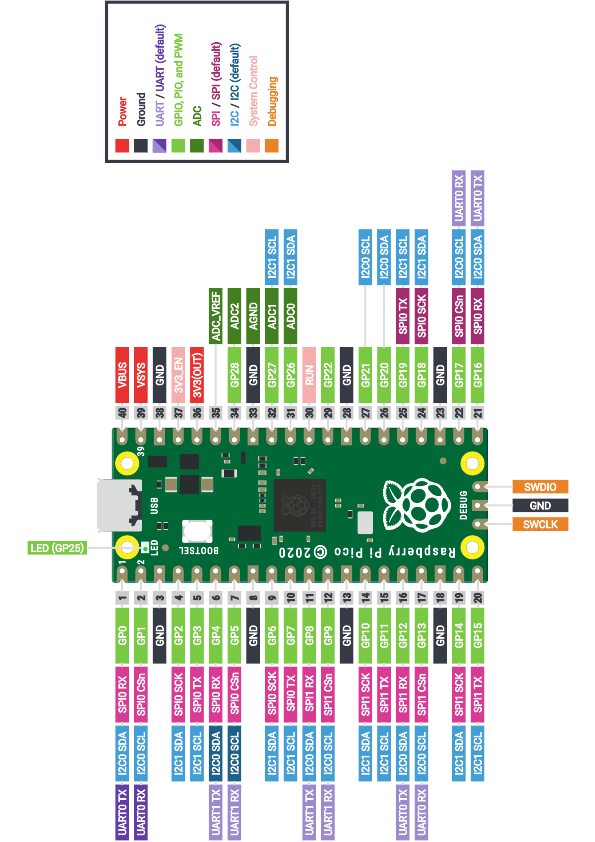 Power
Ground
UART / UART (default)
GPIO, PIO, and PWM
ADC
SPI / SPI (default)
I2C / I2C (default)
System Control
Debugging
40 VBUS
39 VSYS
38 GND
37 3V3_EN
36 3V3(OUT)
35 ADC_VREF
34 GP28 ADC2
33 GND AGND
32 GP27 ADC1 I2C1 SCL
31 GP26 ADC0 I2C1 SDA
30 RUN
29 GP22
28 GND
27 GP21 I2C0 SCL
26 GP20 I2C0 SDA
25 GP19 SPI0 TX I2C1 SCL
24 GP18 SPI0 SCK I2C1 SDA
23 GND
22 GP17 SPI0 CSn I2C0 SCL UART0 RX
21 GP16 SPI0 RX I2C0 SDA UART0 TX
39
USB
LED
BOOTSEL
1
2
Raspberry Pi Pico © 2020
DEBUG
LED (GP25)
SWDIO
GND
SWCLK
UART0 TX I2C0 SDA SPI0 RX GP0 1
UART0 RX I2C0 SCL SPI0 CSn GP1 2
GND 3
I2C1 SDA SPI0 SCK GP2 4
I2C1 SCL SPI0 TX GP3 5
UART1 TX I2C0 SDA SPI0 RX GP4 6
UART1 RX I2C0 SCL SPI0 CSn GP5 7
GND 8
I2C1 SDA SPI0 SCK GP6 9
I2C1 SCL SPI0 TX GP7 10
UART1 TX I2C0 SDA SPI1 RX GP8 11
UART1 RX I2C0 SCL SPI1 CSn GP9 12
GND 13
I2C1 SDA SPI1 SCK GP10 14
I2C1 SCL SPI1 TX GP11 15
UART0 TX I2C0 SDA SPI1 RX GP12 16
UART0 RX I2C0 SCL SPI1 CSn GP13 17
GND 18
I2C1 SDA SPI1 SCK GP14 19
I2C1 SCL SPI1 TX GP15 20